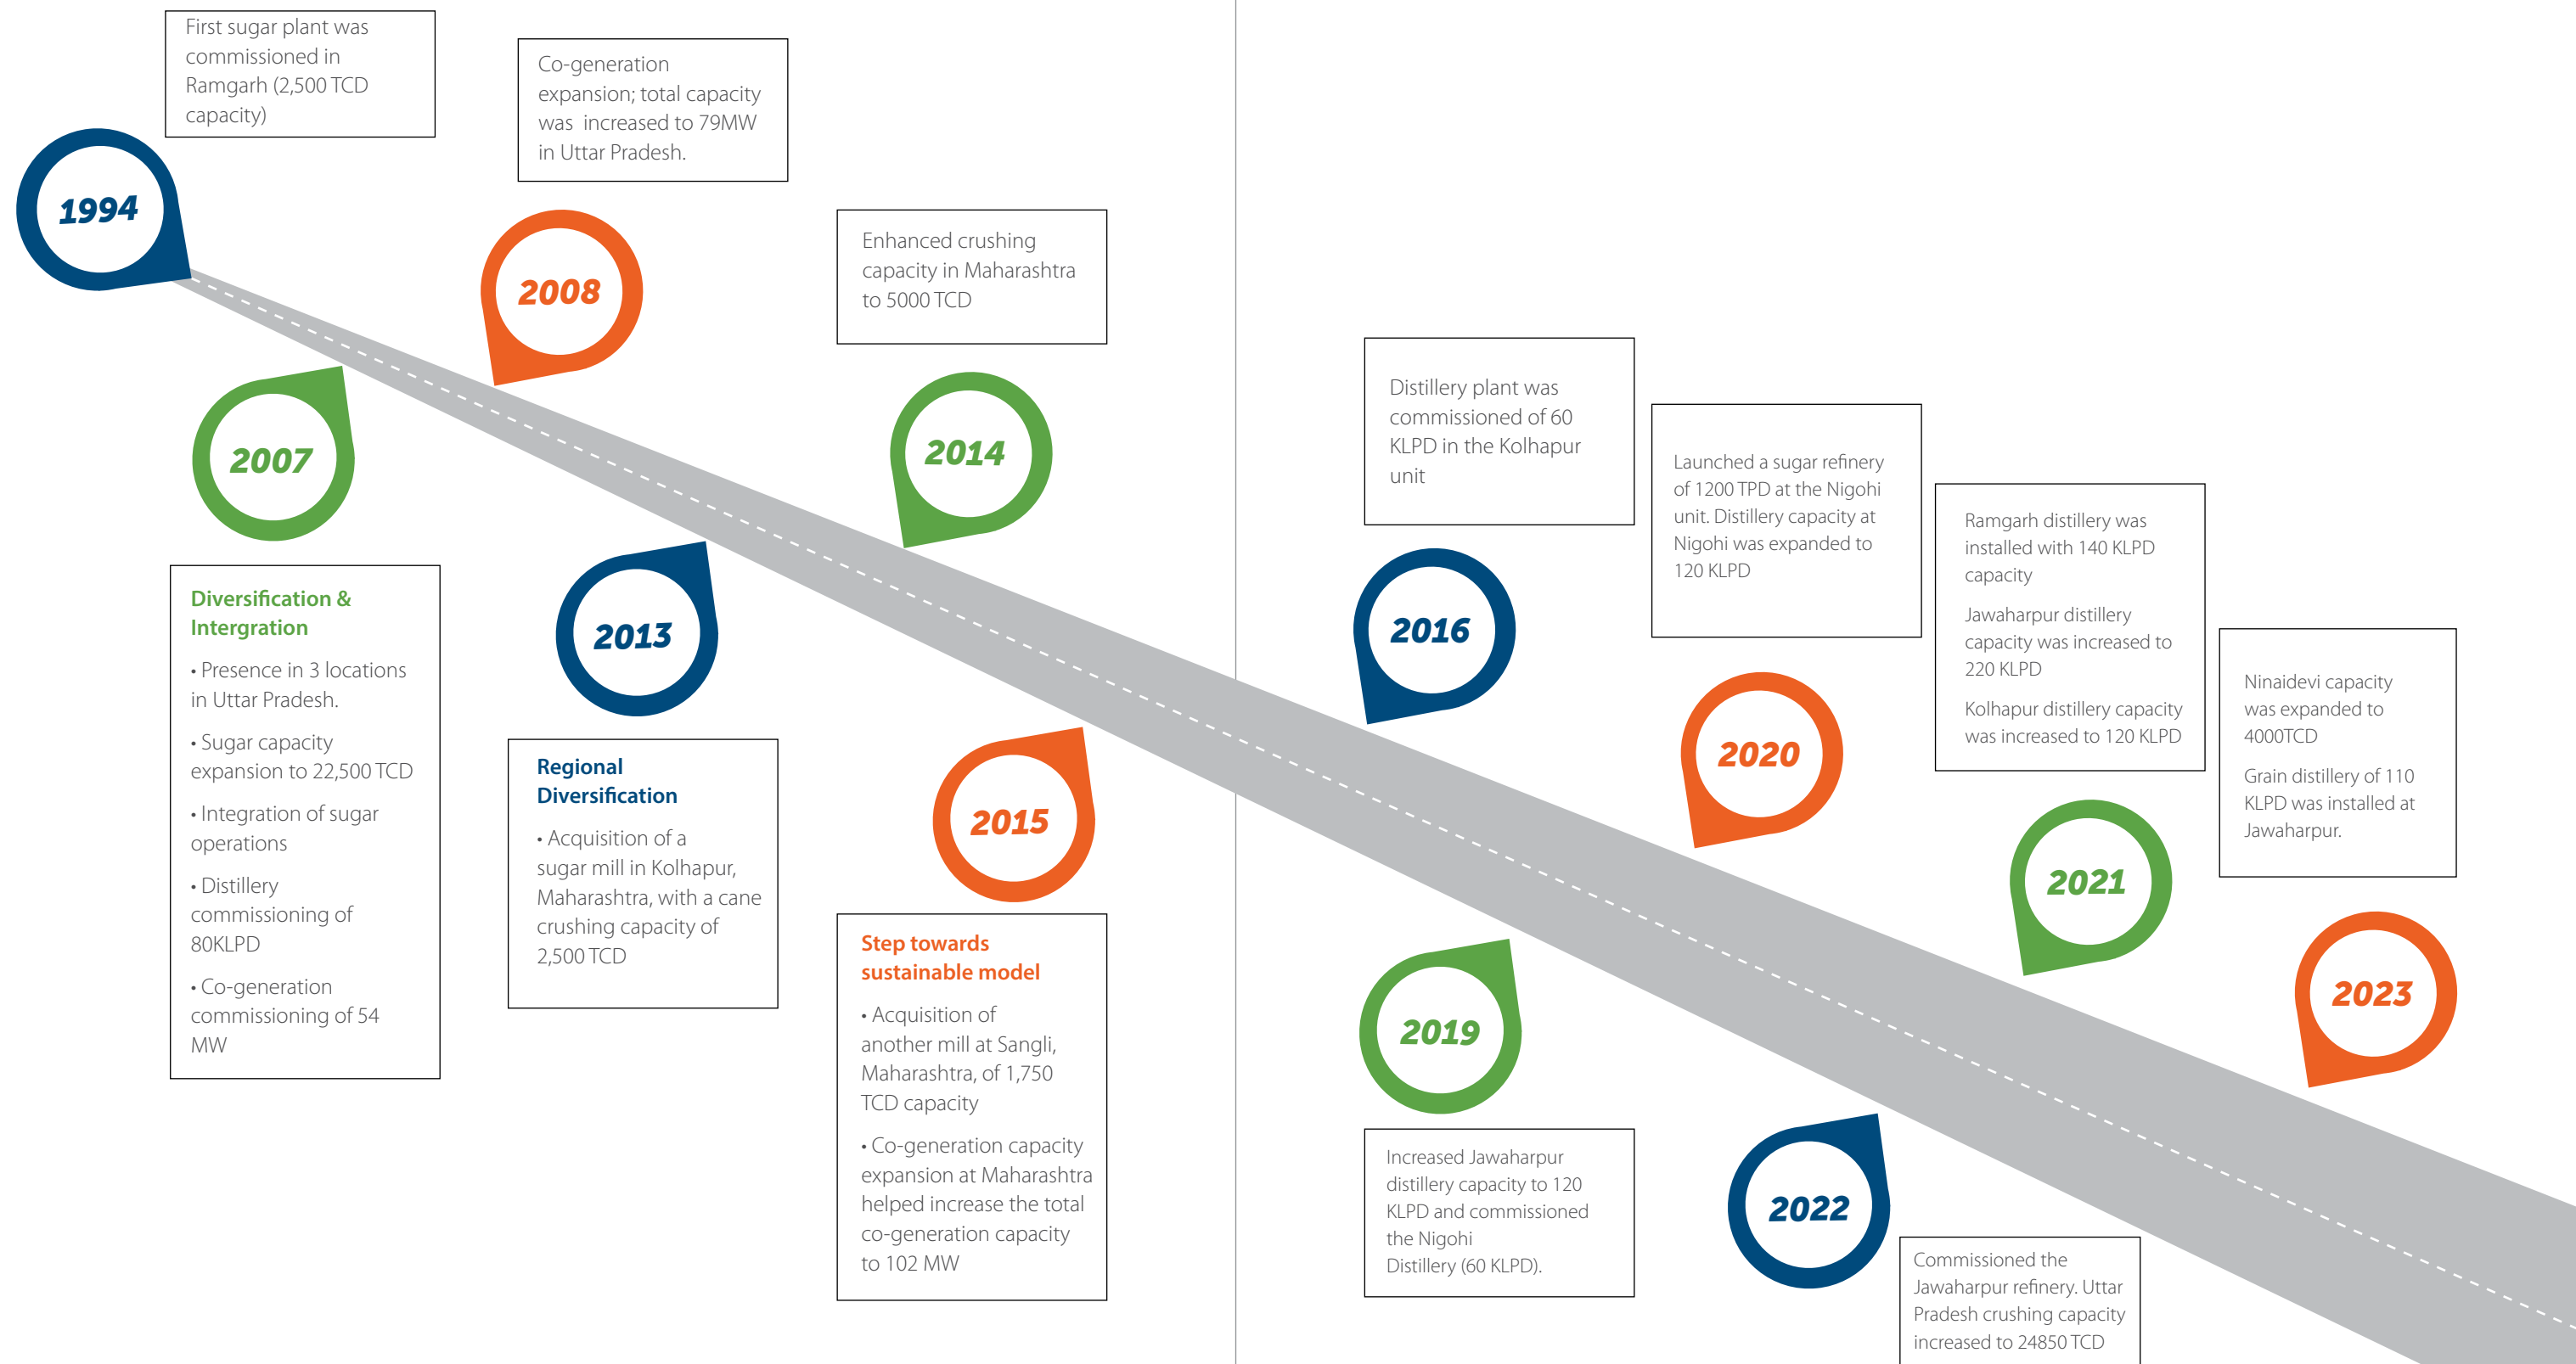 First sugar plant was
commissioned in
Ramgarh (2,500 TCD
capacity)
1994
2007
Diversification &
Intergration
• Presence in 3 locations
in Uttar Pradesh.
• Sugar capacity
expansion to 22,500 TCD
• Integration of sugar
operations
• Distillery
commissioning of
80KLPD
• Co-generation
commissioning of 54
MW
Co-generation
expansion; total capacity
was increased to 79MW
in Uttar Pradesh.
2008
2013
Regional
Diversification
• Acquisition of a
sugar mill in Kolhapur,
Maharashtra, with a cane
crushing capacity of
2,500 TCD
Enhanced crushing
capacity in Maharashtra
to 5000 TCD
2014
2015
Step towards
sustainable model
• Acquisition of
another mill at Sangli,
Maharashtra, of 1,750
TCD capacity
• Co-generation capacity
expansion at Maharashtra
helped increase the total
co-generation capacity
to 102 MW
Distillery plant was
commissioned of 60
KLPD in the Kolhapur
unit
2016
2019
Increased Jawaharpur
distillery capacity to 120
KLPD and commissioned
the Nigohi
Distillery (60 KLPD).
Launched a sugar refinery
of 1200 TPD at the Nigohi
unit. Distillery capacity at
Nigohi was expanded to
120 KLPD
2020
Ramgarh distillery was
installed with 140 KLPD
capacity
Jawaharpur distillery
capacity was increased to
220 KLPD
Kolhapur distillery capacity
was increased to 120 KLPD
2021
2022
Commissioned the
Jawaharpur refinery. Uttar
Pradesh crushing capacity
increased to 24850 TCD
Ninaidevi capacity
was expanded to
4000TCD
Grain distillery of 110
KLPD was installed at
Jawaharpur.
2023